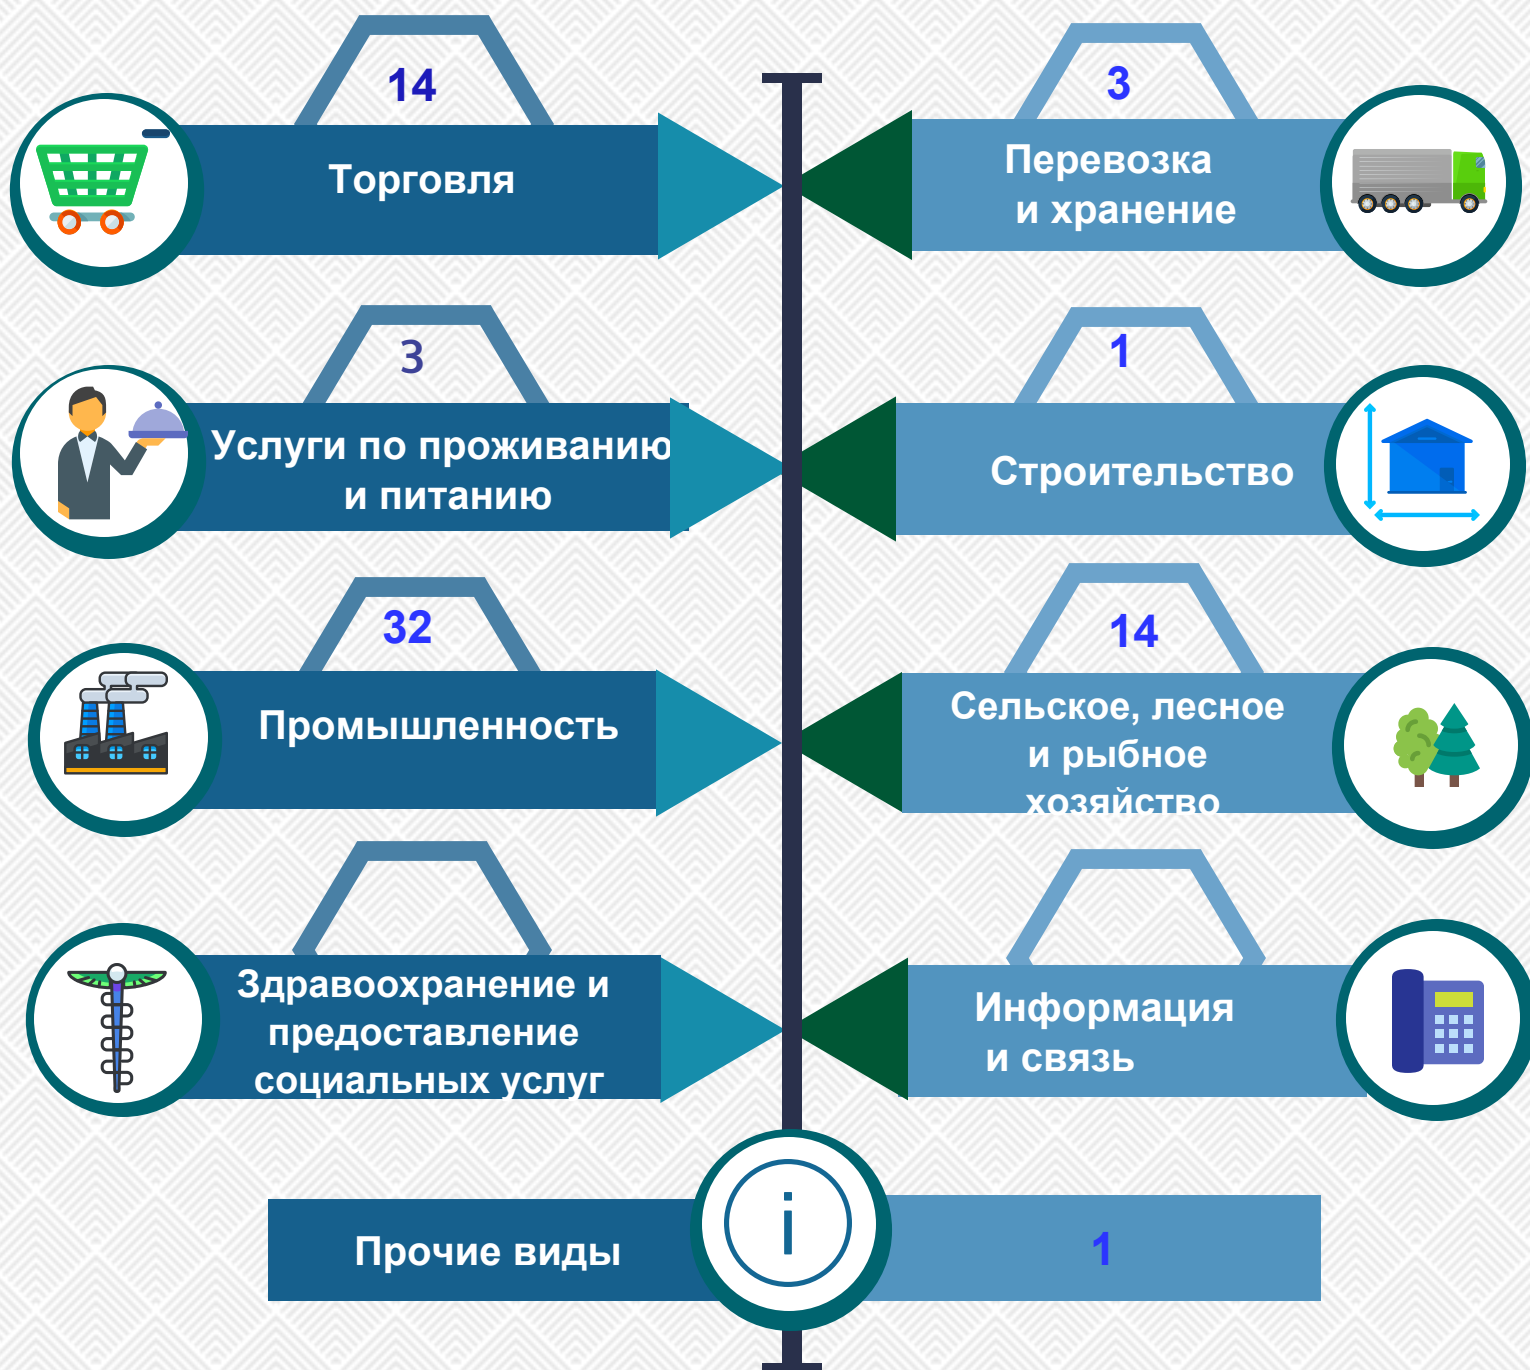 14
Торговля
3
Перевозка
и хранение
3
Услуги по проживанию
и питанию
1
Строительство
32
Промышленность
14
Сельское, лесное
и рыбное
хозяйство
Здравоохранение и
предоставление
социальных услуг
Информация
и связь
i
Прочие виды
1